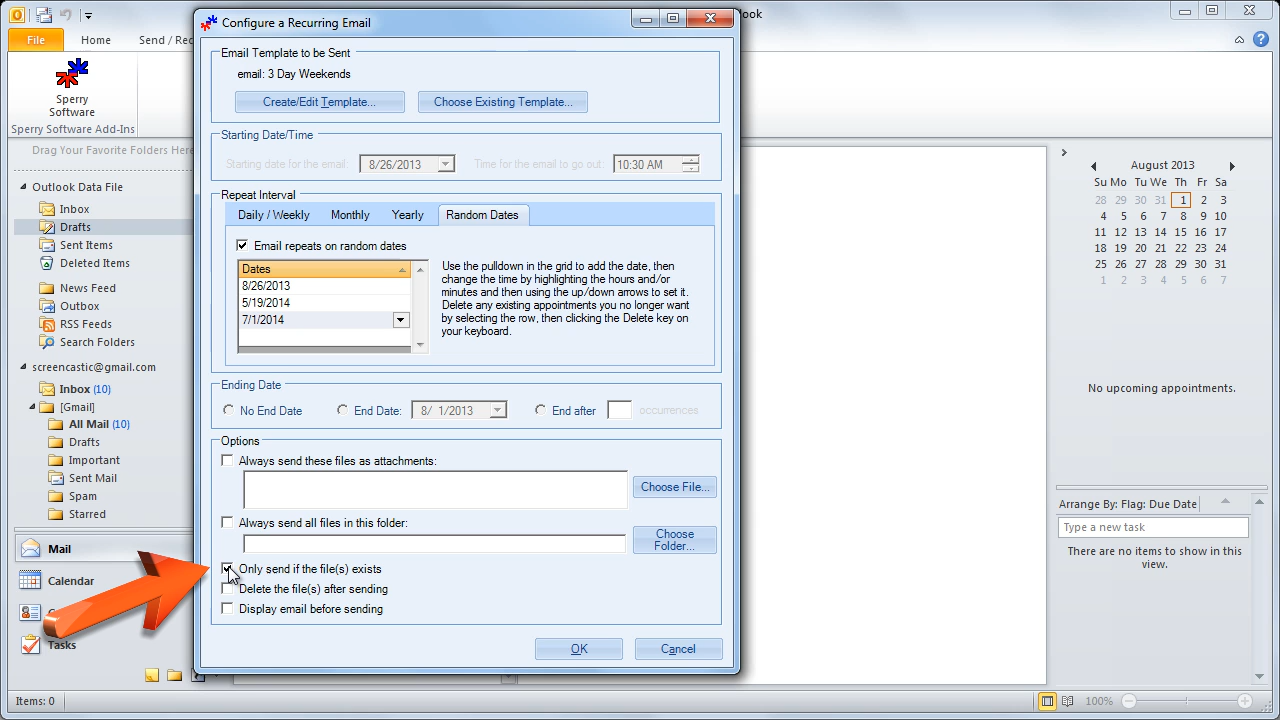 look
Configure a Recurring Email
File
Home
Send / Rec
Sperry
Software
Sperry Software Add-Ins
Drag Your Favorite Folders Here
Outlook Data File
Inbox
Drafts
Sent Items
Deleted Items
News Feed
Outbox
RSS Feeds
Search Folders
screencastic@gmail.com
Inbox (10)
[Gmail]
All Mail (10)
Drafts
Important
Sent Mail
Spam
Starred
Mail
Calendar
Tasks
Items: 0
Email Template to be Sent
email: 3 Day Weekends
Create/Edit Template...
Choose Existing Template...
Starting Date/Time
Starting date for the email:
8/26/2013
Time for the email to go out:
10:30 AM
Repeat Interval
Daily / Weekly
Monthly
Yearly
Random Dates
Email repeats on random dates
Dates
8/26/2013
5/19/2014
7/1/2014
Use the pulldown in the grid to add the date, then
change the time by highlighting the hours and/or
minutes and then using the up/down arrows to set it.
Delete any existing appointments you no longer want
by selecting the row, then clicking the Delete key on
your keyboard.
Ending Date
No End Date
End Date:
8/ 1/2013
End after
occurrences
Options
Always send these files as attachments:
Choose File...
Always send all files in this folder:
Choose
Folder...
Only send if the file(s) exists
Delete the file(s) after sending
Display email before sending
OK
Cancel
August 2013
Su Mo Tu We Th Fr Sa
28 29 30 31 1 2 3
4 5 6 7 8 9 10
11 12 13 14 15 16 17
18 19 20 21 22 23 24
25 26 27 28 29 30 31
1 2 3 4 5 6 7
No upcoming appointments.
Arrange By: Flag: Due Date
Type a new task
There are no items to show in this
view.
100%